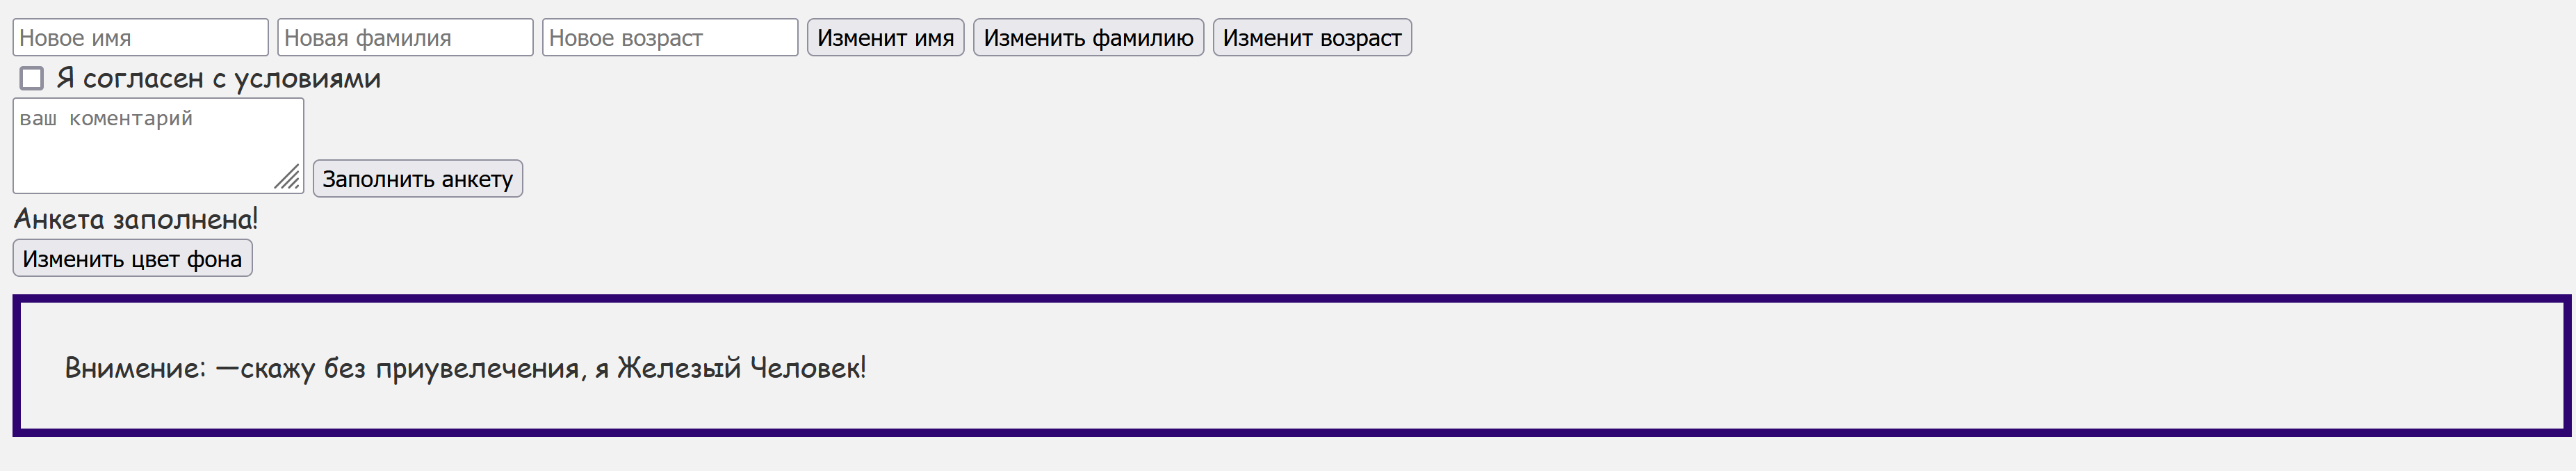 Новое имя Новая фамилия Новое возраст Изменит имя Изменить фамилию Изменит возраст
Я согласен с условиями
ваш коментарий
Заполнить анкету
Анкета заполнена!
Изменить цвет фона
Внимение: —скажу без приувелечения, я Железый Человек!